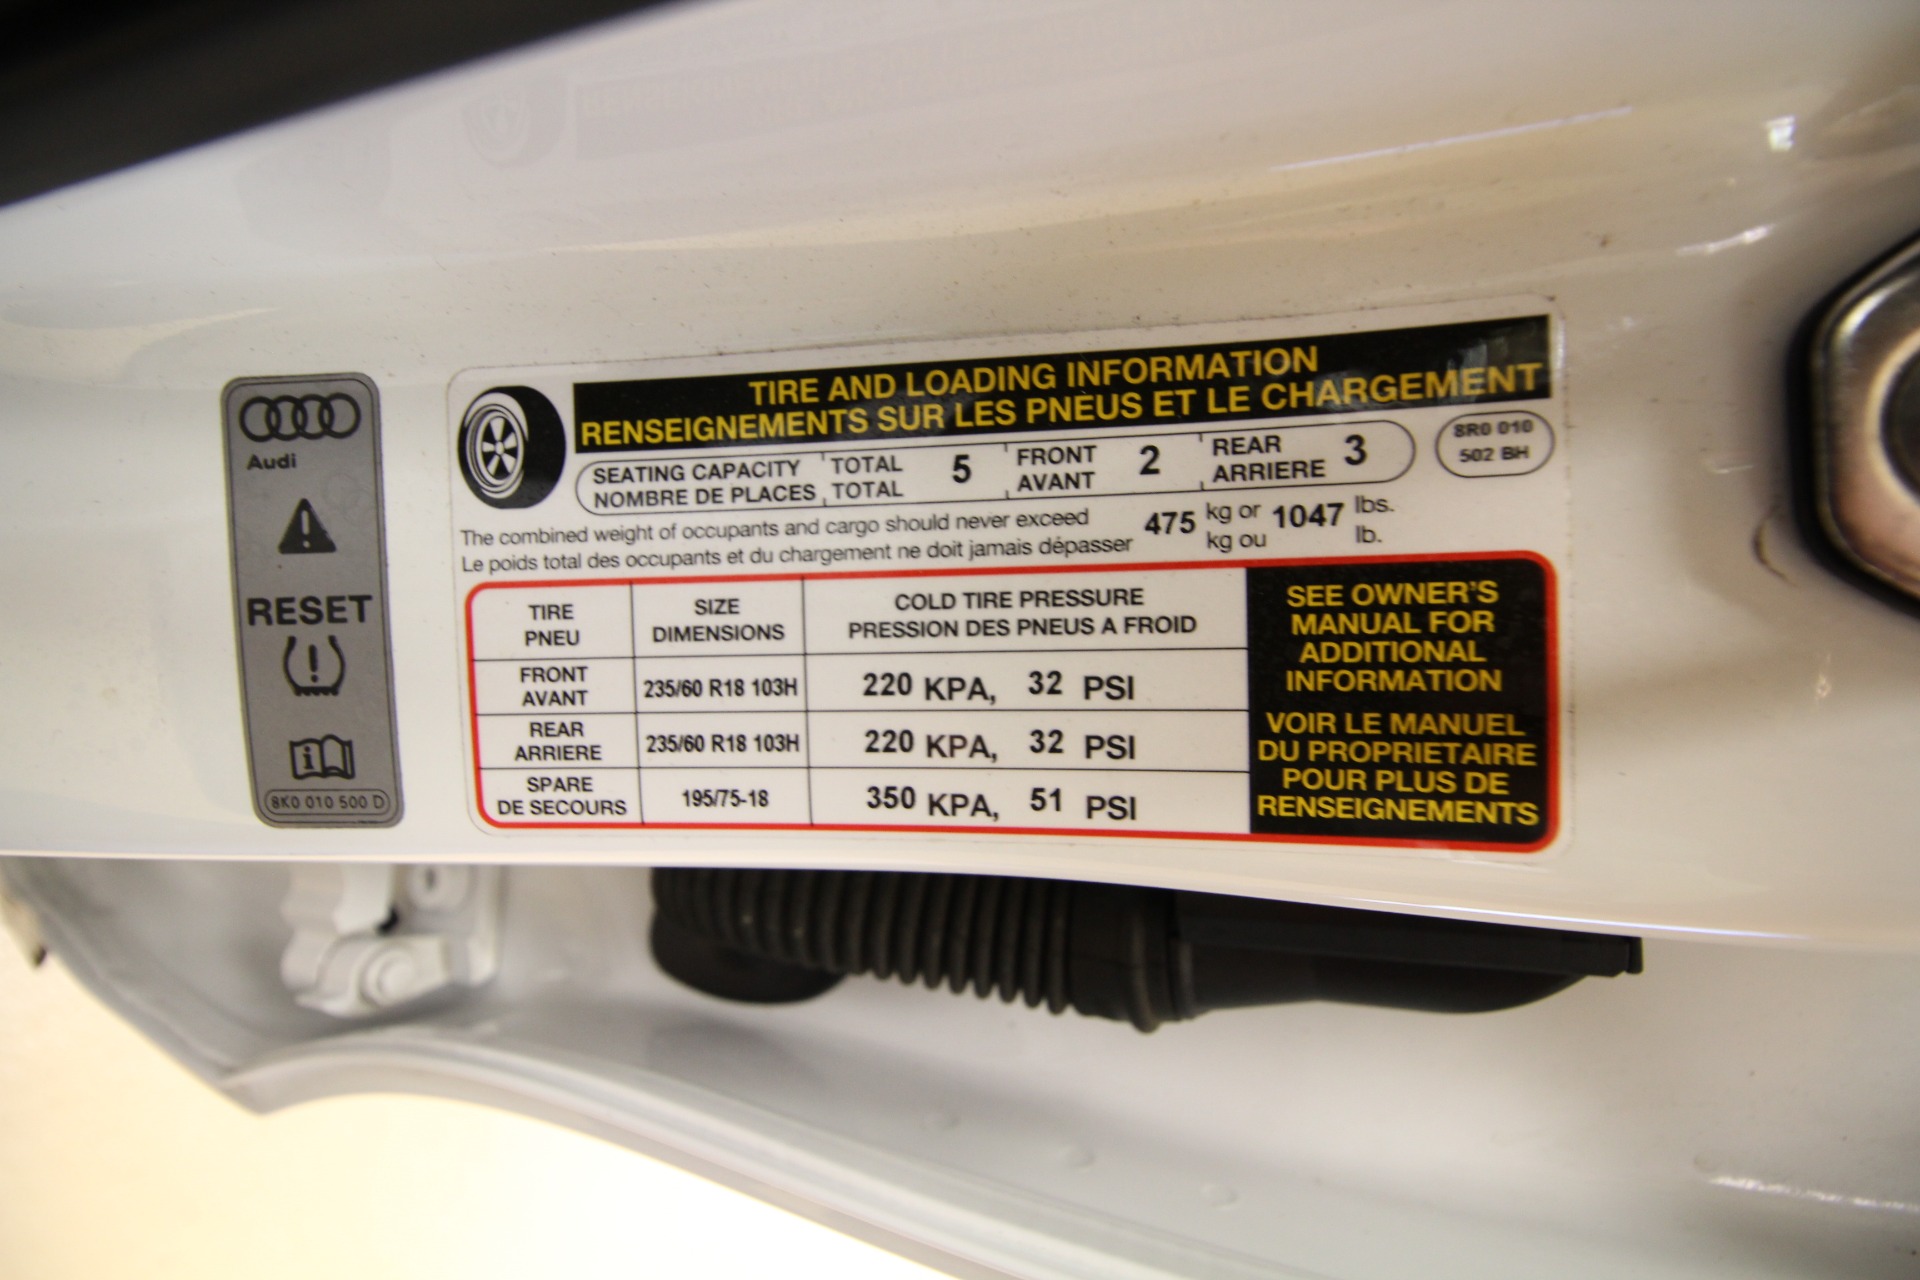 Audi
RESET
8K0 010 500 D
TIRE AND LOADING INFORMATION
RENSEIGNEMENTS SUR LES PNEUS ET LE CHARGEMENT
SEATING CAPACITY TOTAL 5 FRONT 2 REAR 3
NOMBRE DE PLACES TOTAL AVANT ARRIERE
8R0 010
502 BH
The combined weight of occupants and cargo should never exceed 475 kg or 1047 lbs.
Le poids total des occupants et du chargement ne doit jamais dépasser kg ou lb.
TIRE SIZE COLD TIRE PRESSURE
PNEU DIMENSIONS PRESSION DES PNEUS A FROID
FRONT
AVANT 235/60 R18 103H 220 KPA, 32 PSI
REAR
ARRIERE 235/60 R18 103H 220 KPA, 32 PSI
SPARE
DE SECOURS 195/75-18 350 KPA, 51 PSI
SEE OWNER'S
MANUAL FOR
ADDITIONAL
INFORMATION
VOIR LE MANUEL
DU PROPRIETAIRE
POUR PLUS DE
RENSEIGNEMENTS